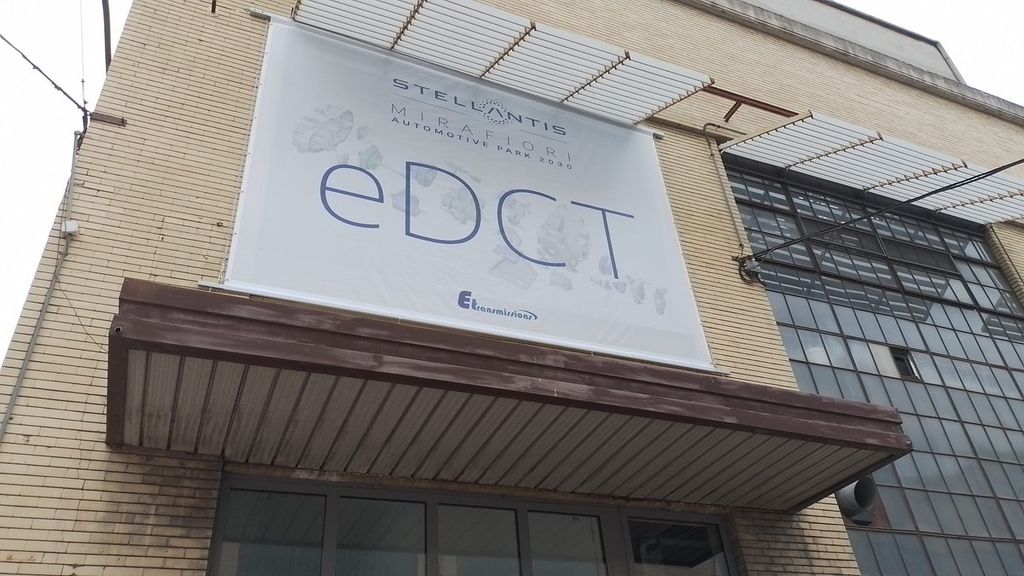 STELLANTIS
MIRAFIORI
AUTOMOTIVE PARK 2030
eDCT
Etransmissions